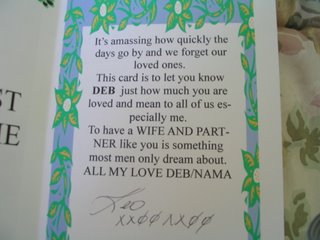 It's amassing how quickly the
days go by and we forget our
loved ones.
This card is to let you know
DEB just how much you are
loved and mean to all of us es-
pecially me.
To have a WIFE AND PART-
NER like you is something
most men only dream about.
ALL MY LOVE DEB/NAMA
Leo